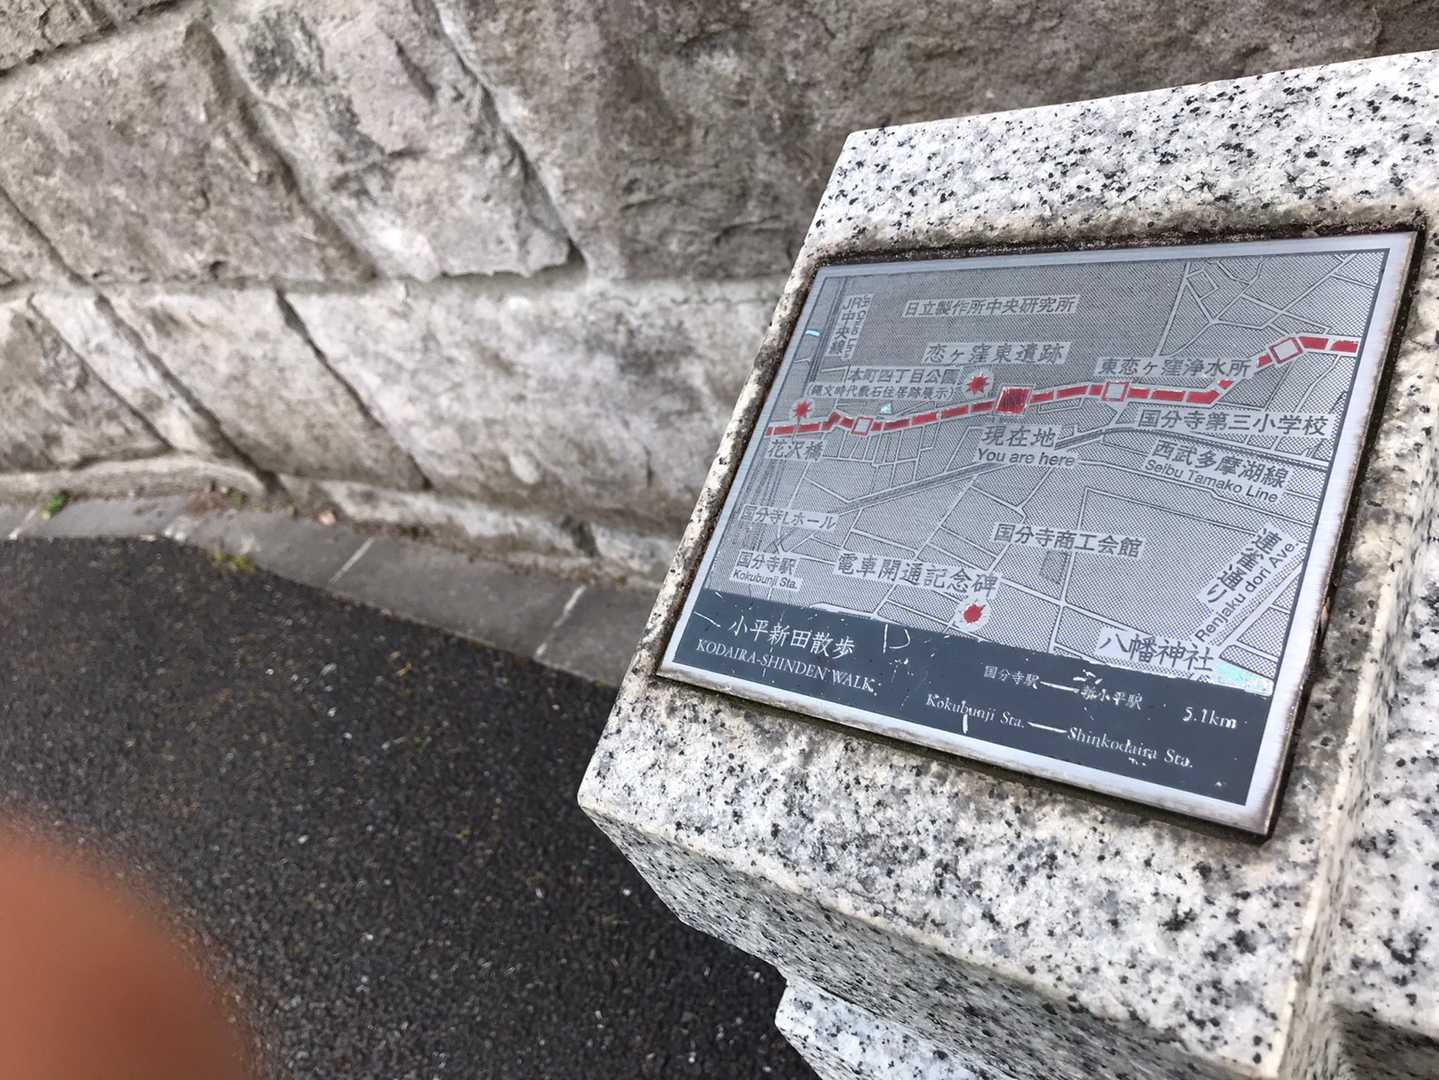 JR
中央線
日立製作所中央研究所
恋ヶ窪東遺跡
本町四丁目公園
(縄文時代敷石住居跡展示)
東恋ヶ窪浄水所
花沢橋
現在地
You are here
国分寺第三小学校
西武多摩湖線
Seibu Tamako Line
国分寺Lホール
国分寺商工会館
国分寺駅
Kokubunji Sta.
電車開通記念碑
連雀通り
Renjaku dori Ave
八幡神社
小平新田散歩
KODAIRA-SHINDEN WALK
国分寺駅 小平駅 5.1km
Kokubunji Sta. Shinkodaira Sta.